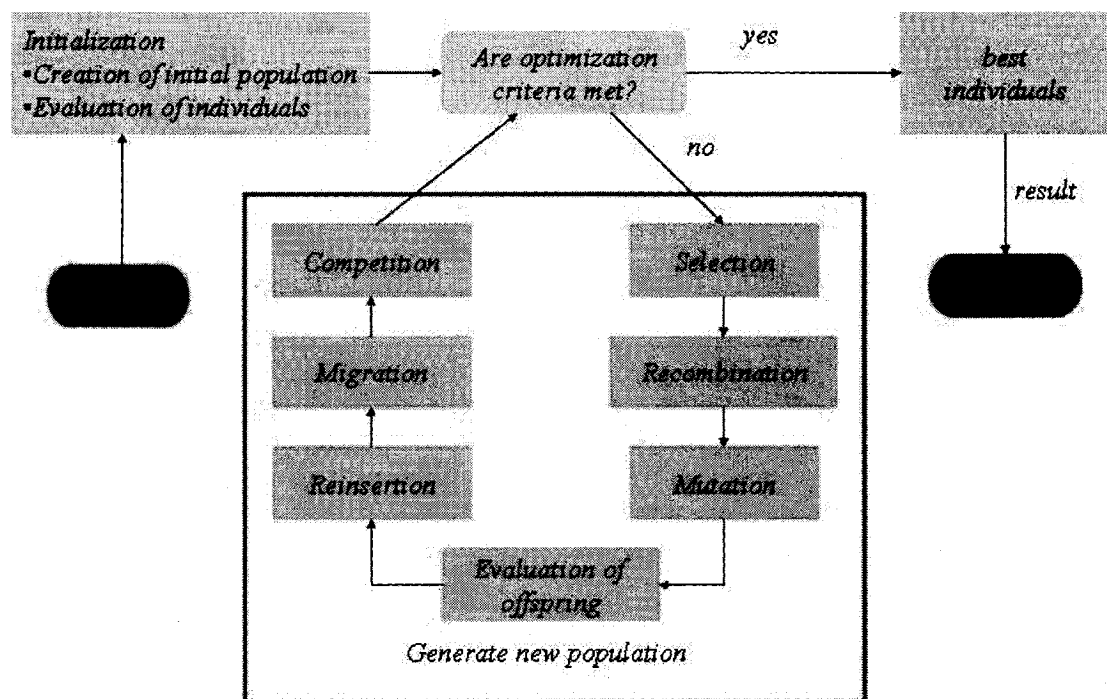 Initialization
▪Creation of initial population
▪Evaluation of individuals
Are optimization
criteria met?
yes
best
individuals
no
result
Competition
Selection
Migration
Recombination
Reinsertion
Mutation
Evaluation of
offspring
Generate new population